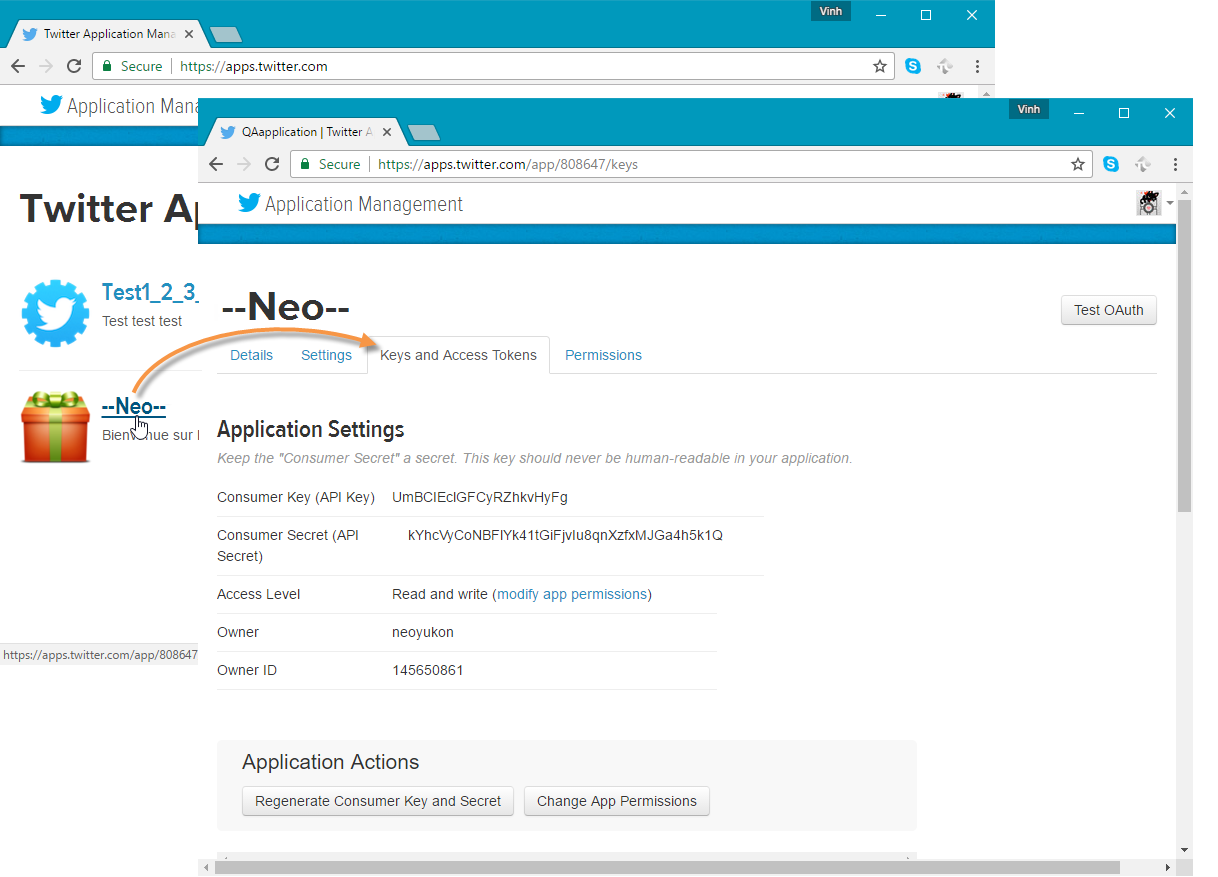 Vinh
Twitter Application Mana
Secure
https://apps.twitter.com
Application Mana
Vinh
QAapplication | Twitter A
Secure
https://apps.twitter.com/app/808647/keys
Application Management
Twitter Ap
Test1_2_3_
Test test test
--Neo--
Bienvenue sur
https://apps.twitter.com/app/808647
--Neo--
Test OAuth
Details
Settings
Keys and Access Tokens
Permissions
Application Settings
Keep the "Consumer Secret" a secret. This key should never be human-readable in your application.
Consumer Key (API Key)
Consumer Secret (API
Secret)
Access Level Read and write (modify app permissions)
Owner neoyukon
Owner ID 145650861
Application Actions
Regenerate Consumer Key and Secret
Change App Permissions